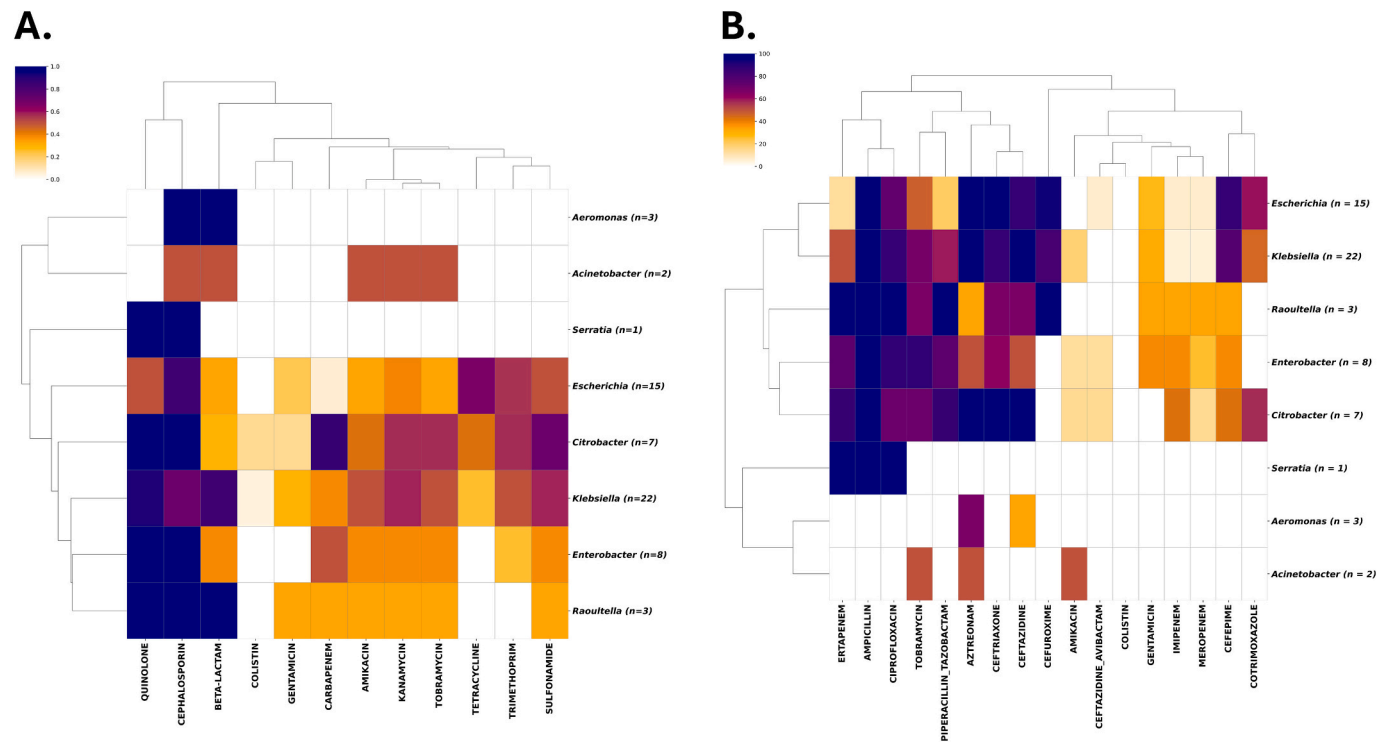 A.
1.0
0.8
0.6
0.4
0.2
0.0
Aeromonas (n=3)
Acinetobacter (n=2)
Serratia (n=1)
Escherichia (n=15)
Citrobacter (n=7)
Klebsiella (n=22)
Enterobacter (n=8)
Raoultella (n=3)
QUINOLONE
CEPHALOSPORIN
BETA-LACTAM
COLISTIN
GENTAMICIN
CARBAPENEM
AMIKACIN
KANAMYCIN
TOBRAMYCIN
TETRACYCLINE
TRIMETHOPRIM
SULFONAMIDE
B.
100
80
60
40
20
0
Escherichia (n = 15)
Klebsiella (n = 22)
Raoultella (n = 3)
Enterobacter (n = 8)
Citrobacter (n = 7)
Serratia (n = 1)
Aeromonas (n = 3)
Acinetobacter (n = 2)
ERTAPENEM
AMPICILLIN
CIPROFLOXACIN
TOBRAMYCIN
PIPERACILLIN_TAZOBACTAM
AZTREONAM
CEFTRIAXONE
CEFTAZIDINE
CEFUROXIME
AMIKACIN
CEFTAZIDINE_AVIBACTAM
COLISTIN
GENTAMICIN
IMIPENEM
MEROPENEM
CEFEPIME
COTRIMOXAZOLE